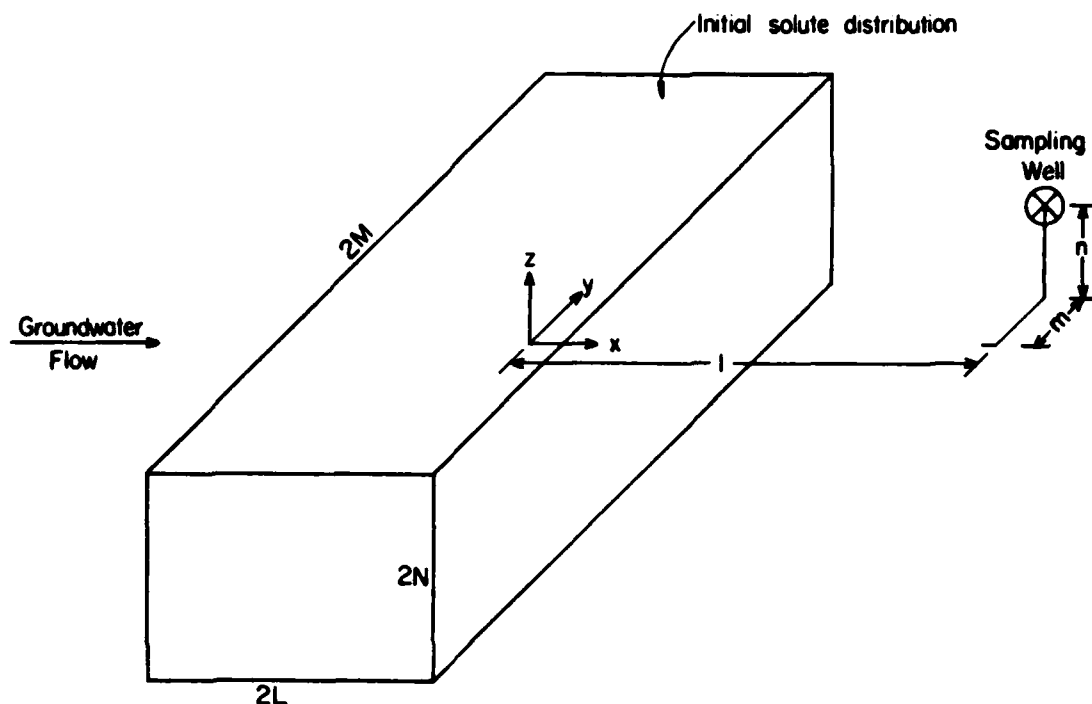 Initial solute distribution
Sampling
Well
n
m
2M
z
y
x
Groundwater
Flow
l
2N
2L